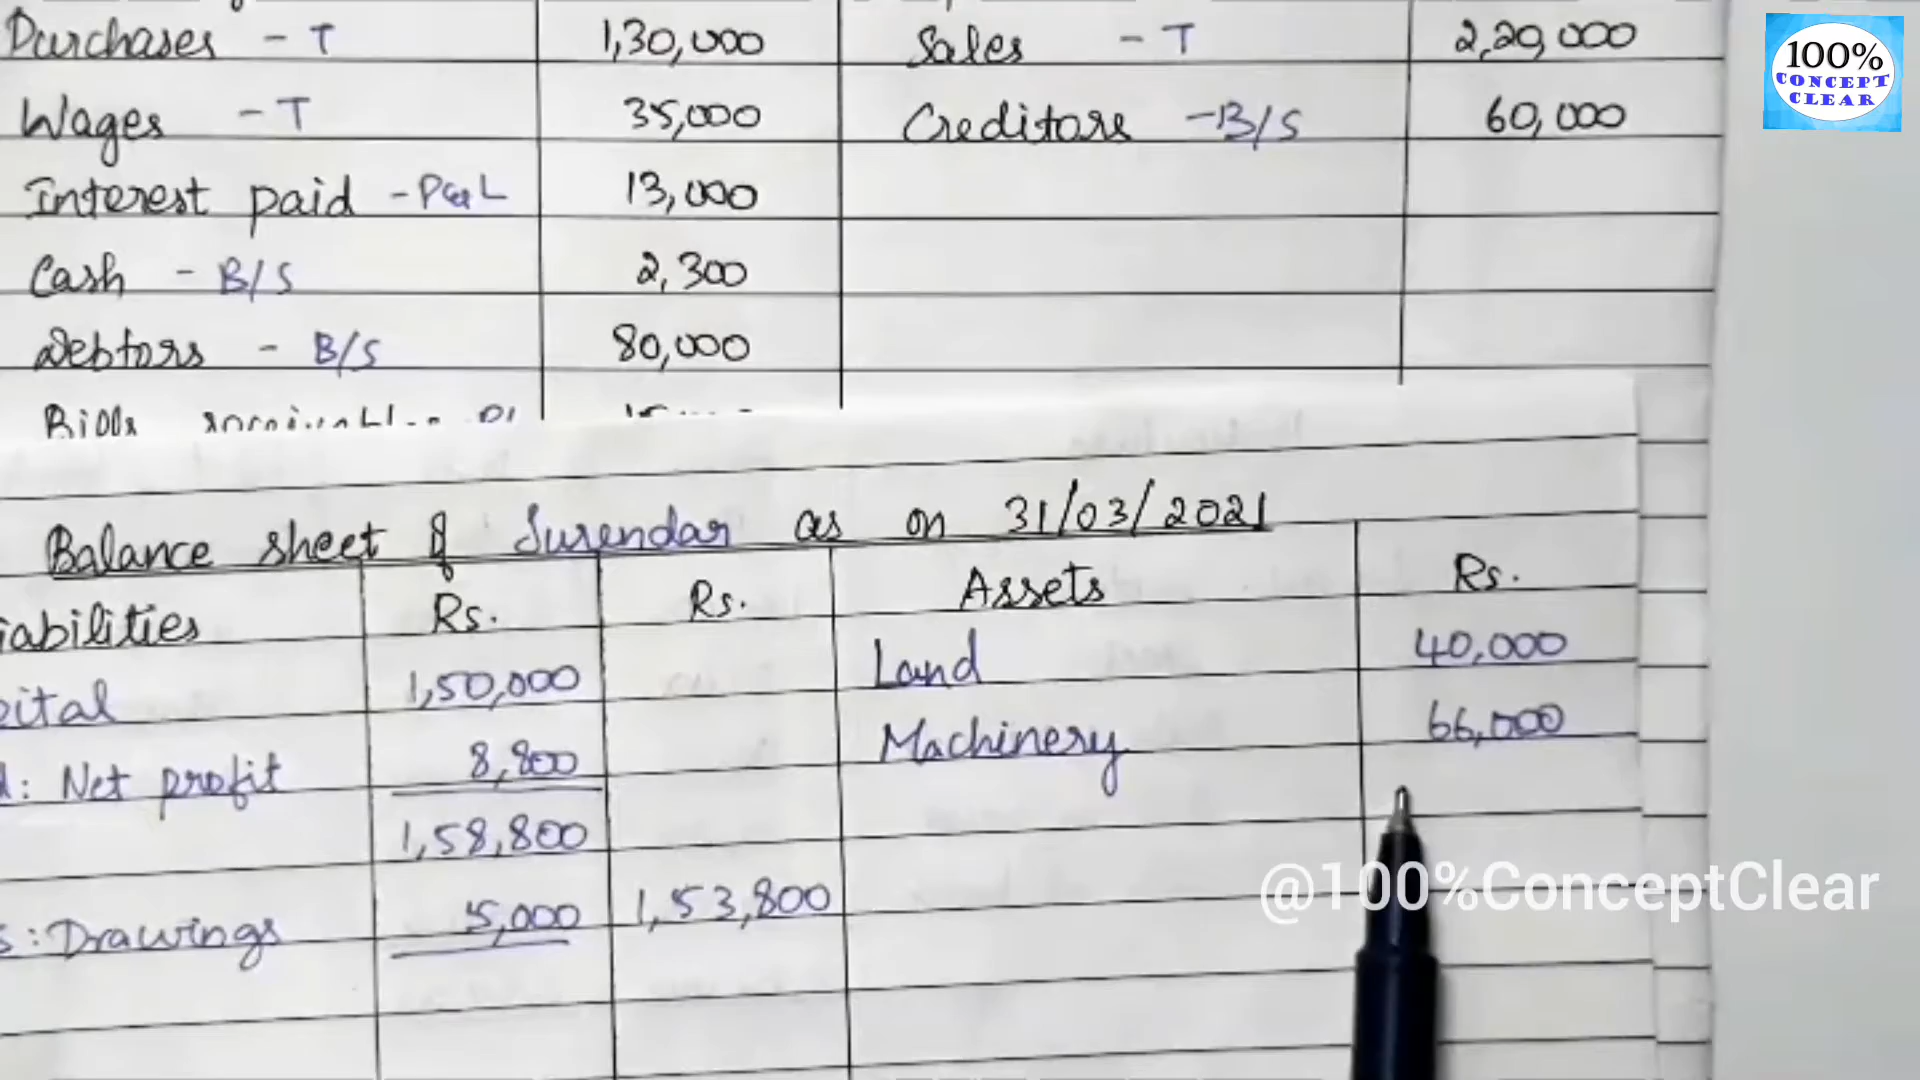 Purchases - T 1,30,000 Sales - T 2,20,000
Wages - T 35,000 Creditors - B/S 60,000
Interest paid - P&L 13,000
Cash - B/S 2,300
Debtors - B/S 80,000
Bills receivable
Balance sheet of Surendar as on 31/03/2021
iabilities Rs. Rs. Assets Rs.
pital 1,50,000 Land 40,000
d: Net profit 8,800 Machinery 66,000
1,58,800
s: Drawings 5,000 1,53,800
100%
CONCEPT
CLEAR
@100%ConceptClear